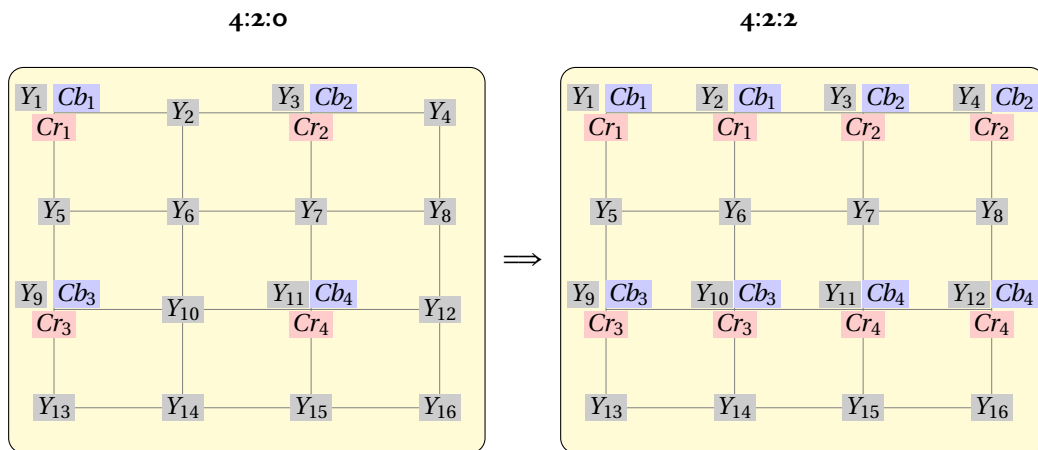 4:2:0 4:2:2
Y1 Cb1 Y2 Y3 Cb2 Y4 Y1 Cb1 Y2 Cb1 Y3 Cb2 Y4 Cb2
Cr1 Cr2 Cr1 Cr1 Cr2 Cr2
Y5 Y6 Y7 Y8 Y5 Y6 Y7 Y8
⟹
Y9 Cb3 Y10 Y11 Cb4 Y12 Y9 Cb3 Y10 Cb3 Y11 Cb4 Y12 Cb4
Cr3 Cr4 Cr3 Cr3 Cr4 Cr4
Y13 Y14 Y15 Y16 Y13 Y14 Y15 Y16